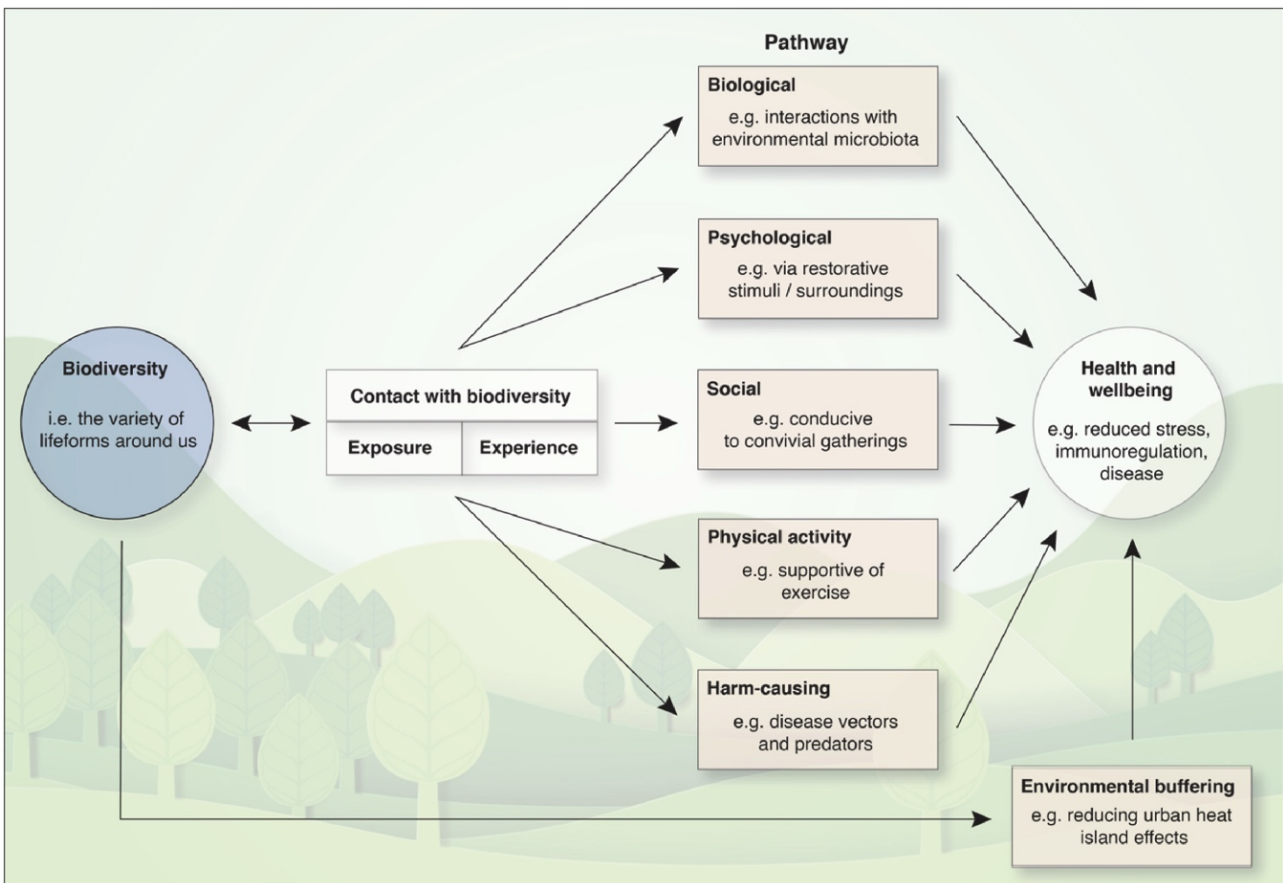 Pathway
Biological
e.g. interactions with
environmental microbiota
Psychological
e.g. via restorative
stimuli / surroundings
Biodiversity
i.e. the variety of
lifeforms around us
Contact with biodiversity
Exposure
Experience
Social
e.g. conducive
to convivial gatherings
Health and
wellbeing
e.g. reduced stress,
immunoregulation,
disease
Physical activity
e.g. supportive of
exercise
Harm-causing
e.g. disease vectors
and predators
Environmental buffering
e.g. reducing urban heat
island effects